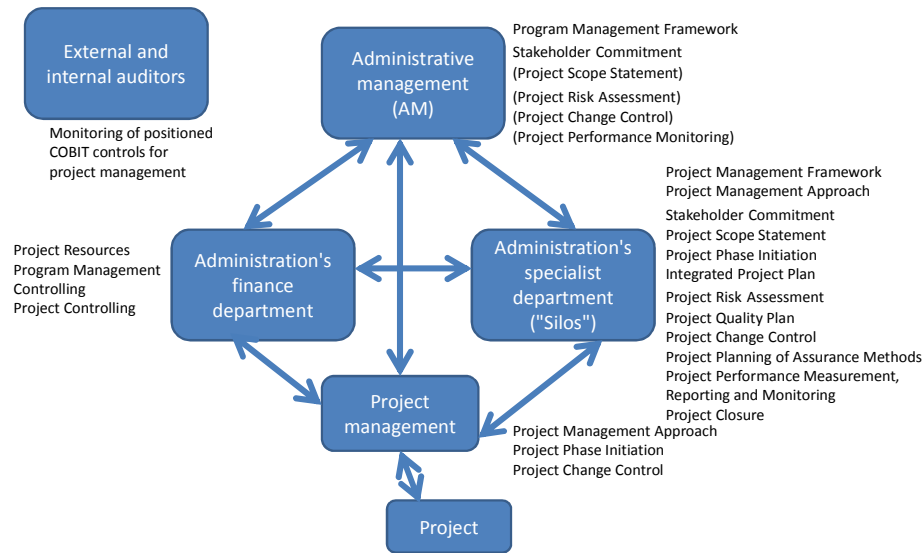 External and
internal auditors
Monitoring of positioned
COBIT controls for
project management
Administrative
management
(AM)
Program Management Framework
Stakeholder Commitment
(Project Scope Statement)
(Project Risk Assessment)
(Project Change Control)
(Project Performance Monitoring)
Project Resources
Program Management
Controlling
Project Controlling
Administration's
finance
department
Administration's
specialist
department
("Silos")
Project Management Framework
Project Management Approach
Stakeholder Commitment
Project Scope Statement
Project Phase Initiation
Integrated Project Plan
Project Risk Assessment
Project Quality Plan
Project Change Control
Project Planning of Assurance Methods
Project Performance Measurement,
Reporting and Monitoring
Project Closure
Project
management
Project Management Approach
Project Phase Initiation
Project Change Control
Project